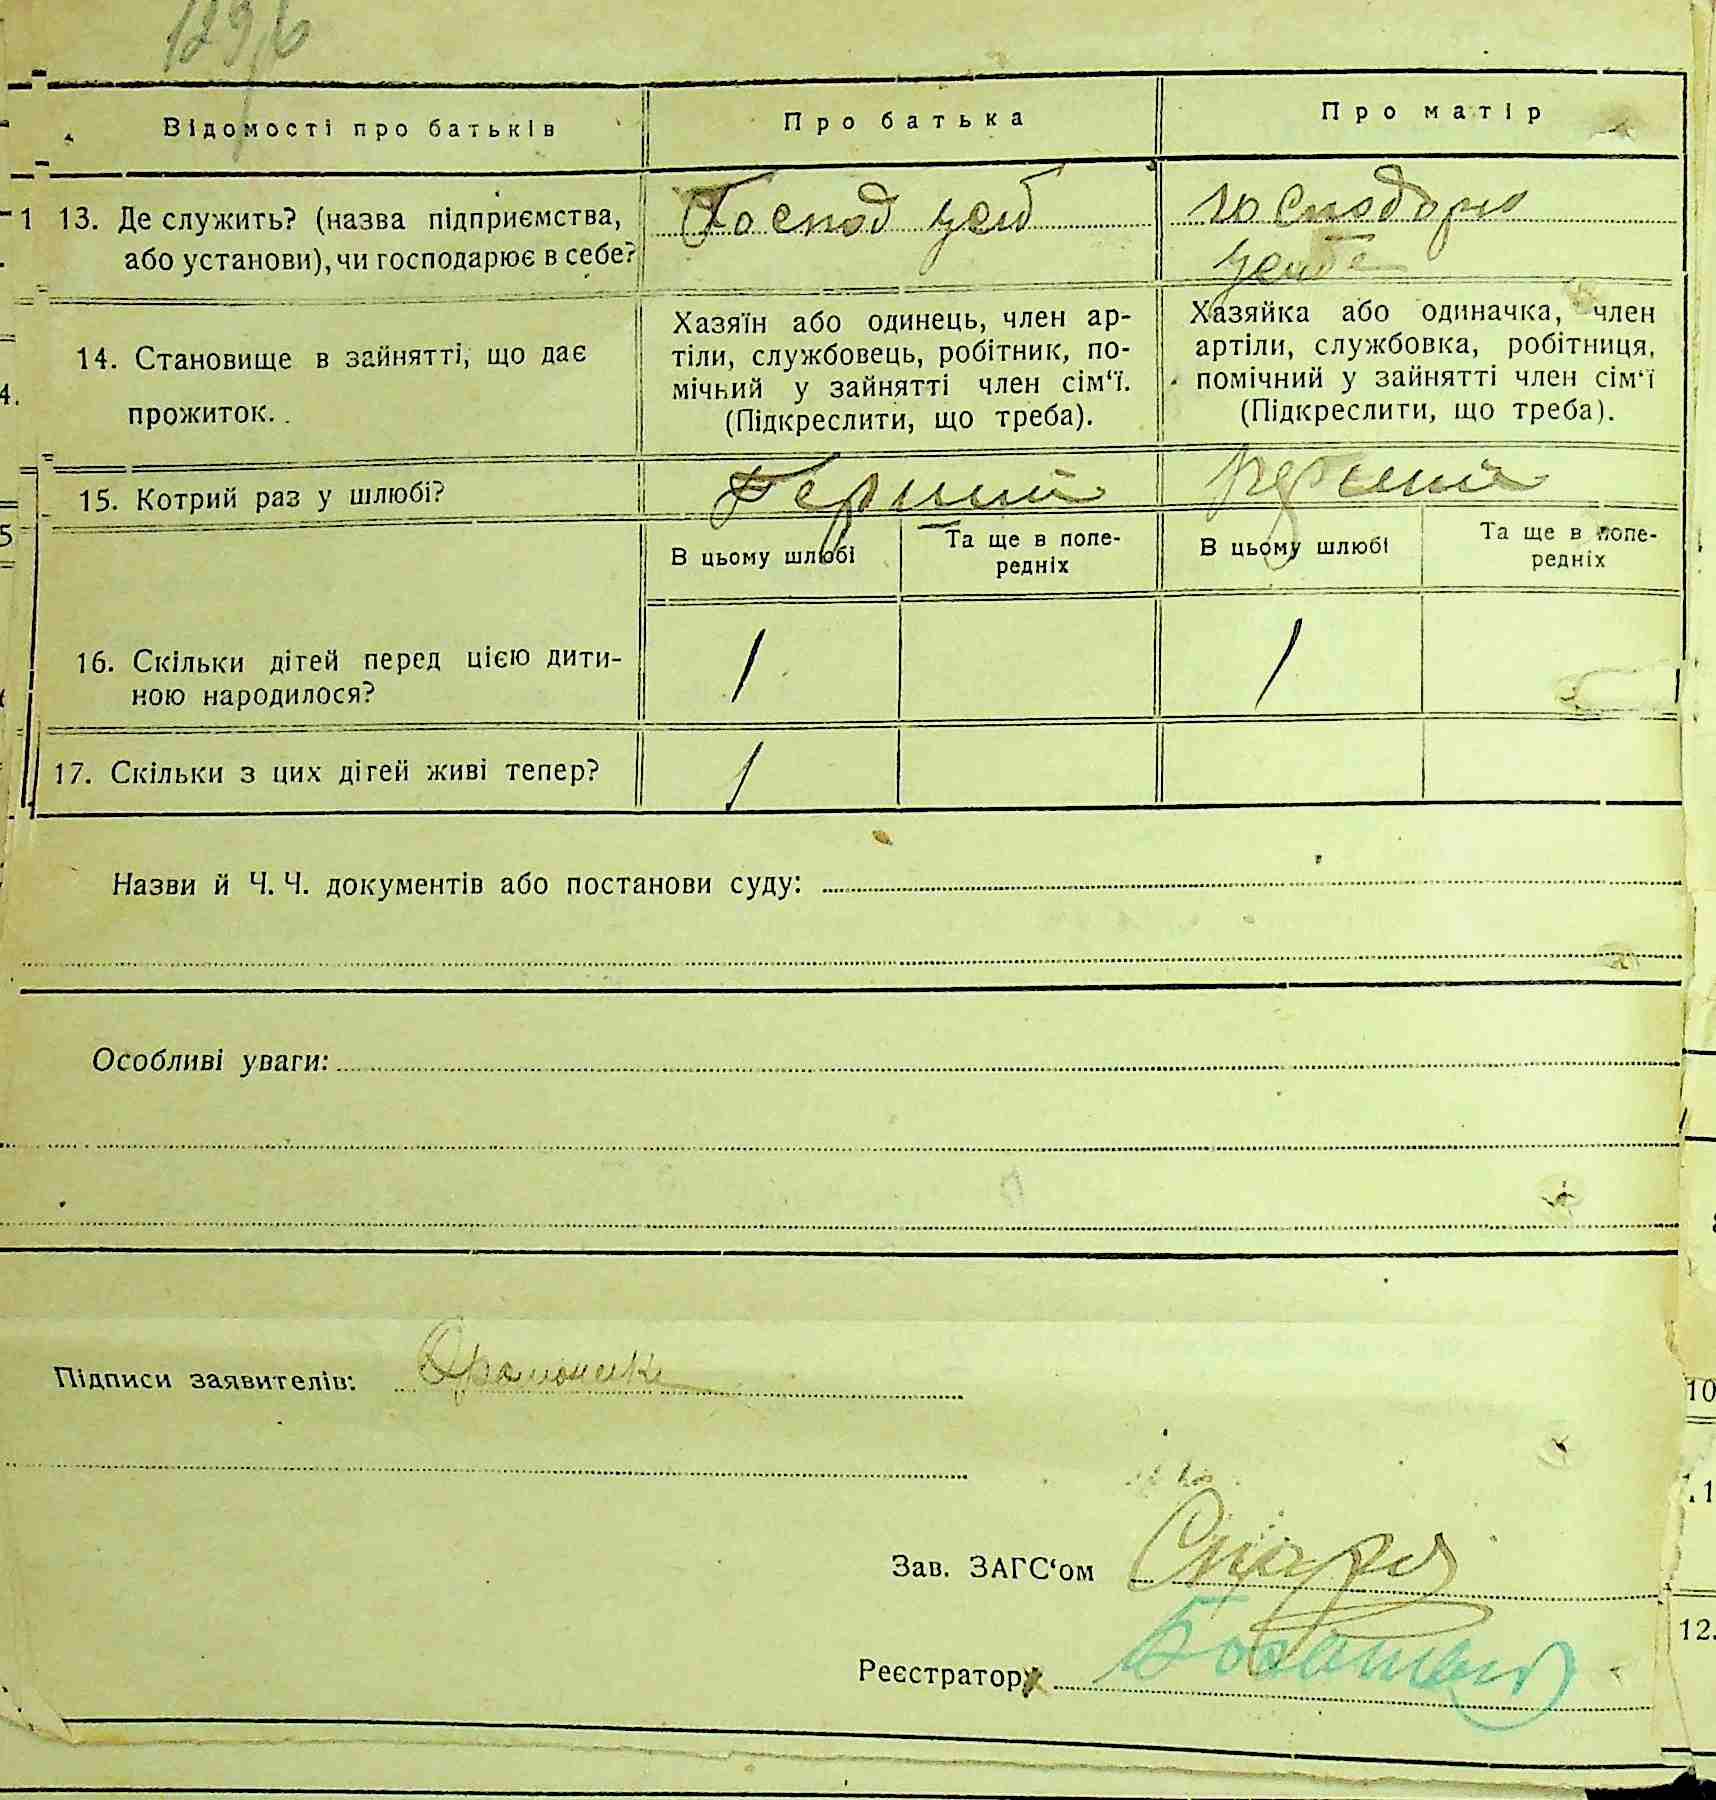 Відомості про батьків
Про батька
Про матір
13. Де служить? (назва підприємства,
або установи), чи господарює в себе?
Господ у себ
господарю
у себе
14. Становище в зайнятті, що дає
прожиток.
Хазяїн або одинець, член ар-
тіли, службовець, робітник, по-
мічний у зайнятті член сім‘ї.
(Підкреслити, що треба).
Хазяйка або одиначка, член
артіли, службовка, робітниця,
помічний у зайнятті член сім‘ї
(Підкреслити, що треба).
15. Котрий раз у шлюбі?
Перший
перший
В цьому шлюбі
Та ще в попе-
редніх
В цьому шлюбі
Та ще в попе-
редніх
16. Скільки дітей перед цією дити-
ною народилося?
1
1
17. Скільки з цих дітей живі тепер?
1
Назви й Ч. Ч. документів або постанови суду:
Особливі уваги:
Підписи заявителів:
Зав. ЗАГС‘ом
Реєстратор